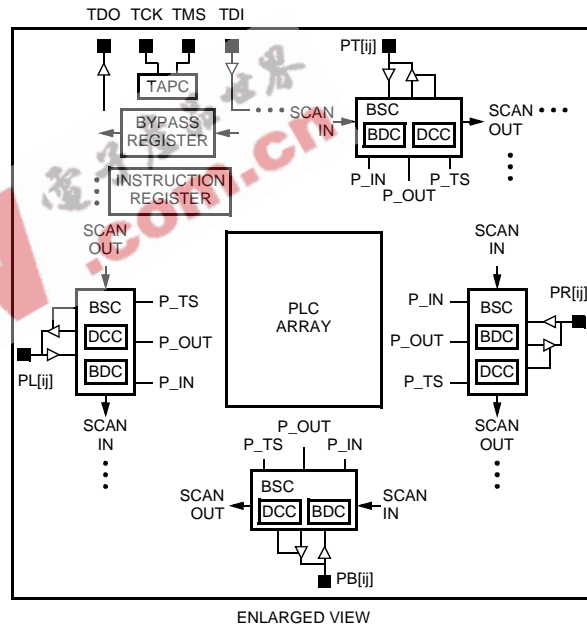 TDO TCK TMS TDI
PT[ij]
TAPC
BYPASS
REGISTER
INSTRUCTION
REGISTER
SCAN
IN
BSC
BDC DCC
SCAN
OUT
P_IN P_OUT P_TS
SCAN
OUT
BSC
DCC
BDC
P_TS
P_OUT
P_IN
PL[ij]
SCAN
IN
PLC
ARRAY
SCAN
IN
P_IN
P_OUT
P_TS
BSC
BDC
DCC
PR[ij]
SCAN
OUT
P_OUT
P_TS P_IN
BSC
DCC BDC
SCAN
OUT
SCAN
IN
PB[ij]
ENLARGED VIEW
.com.cn